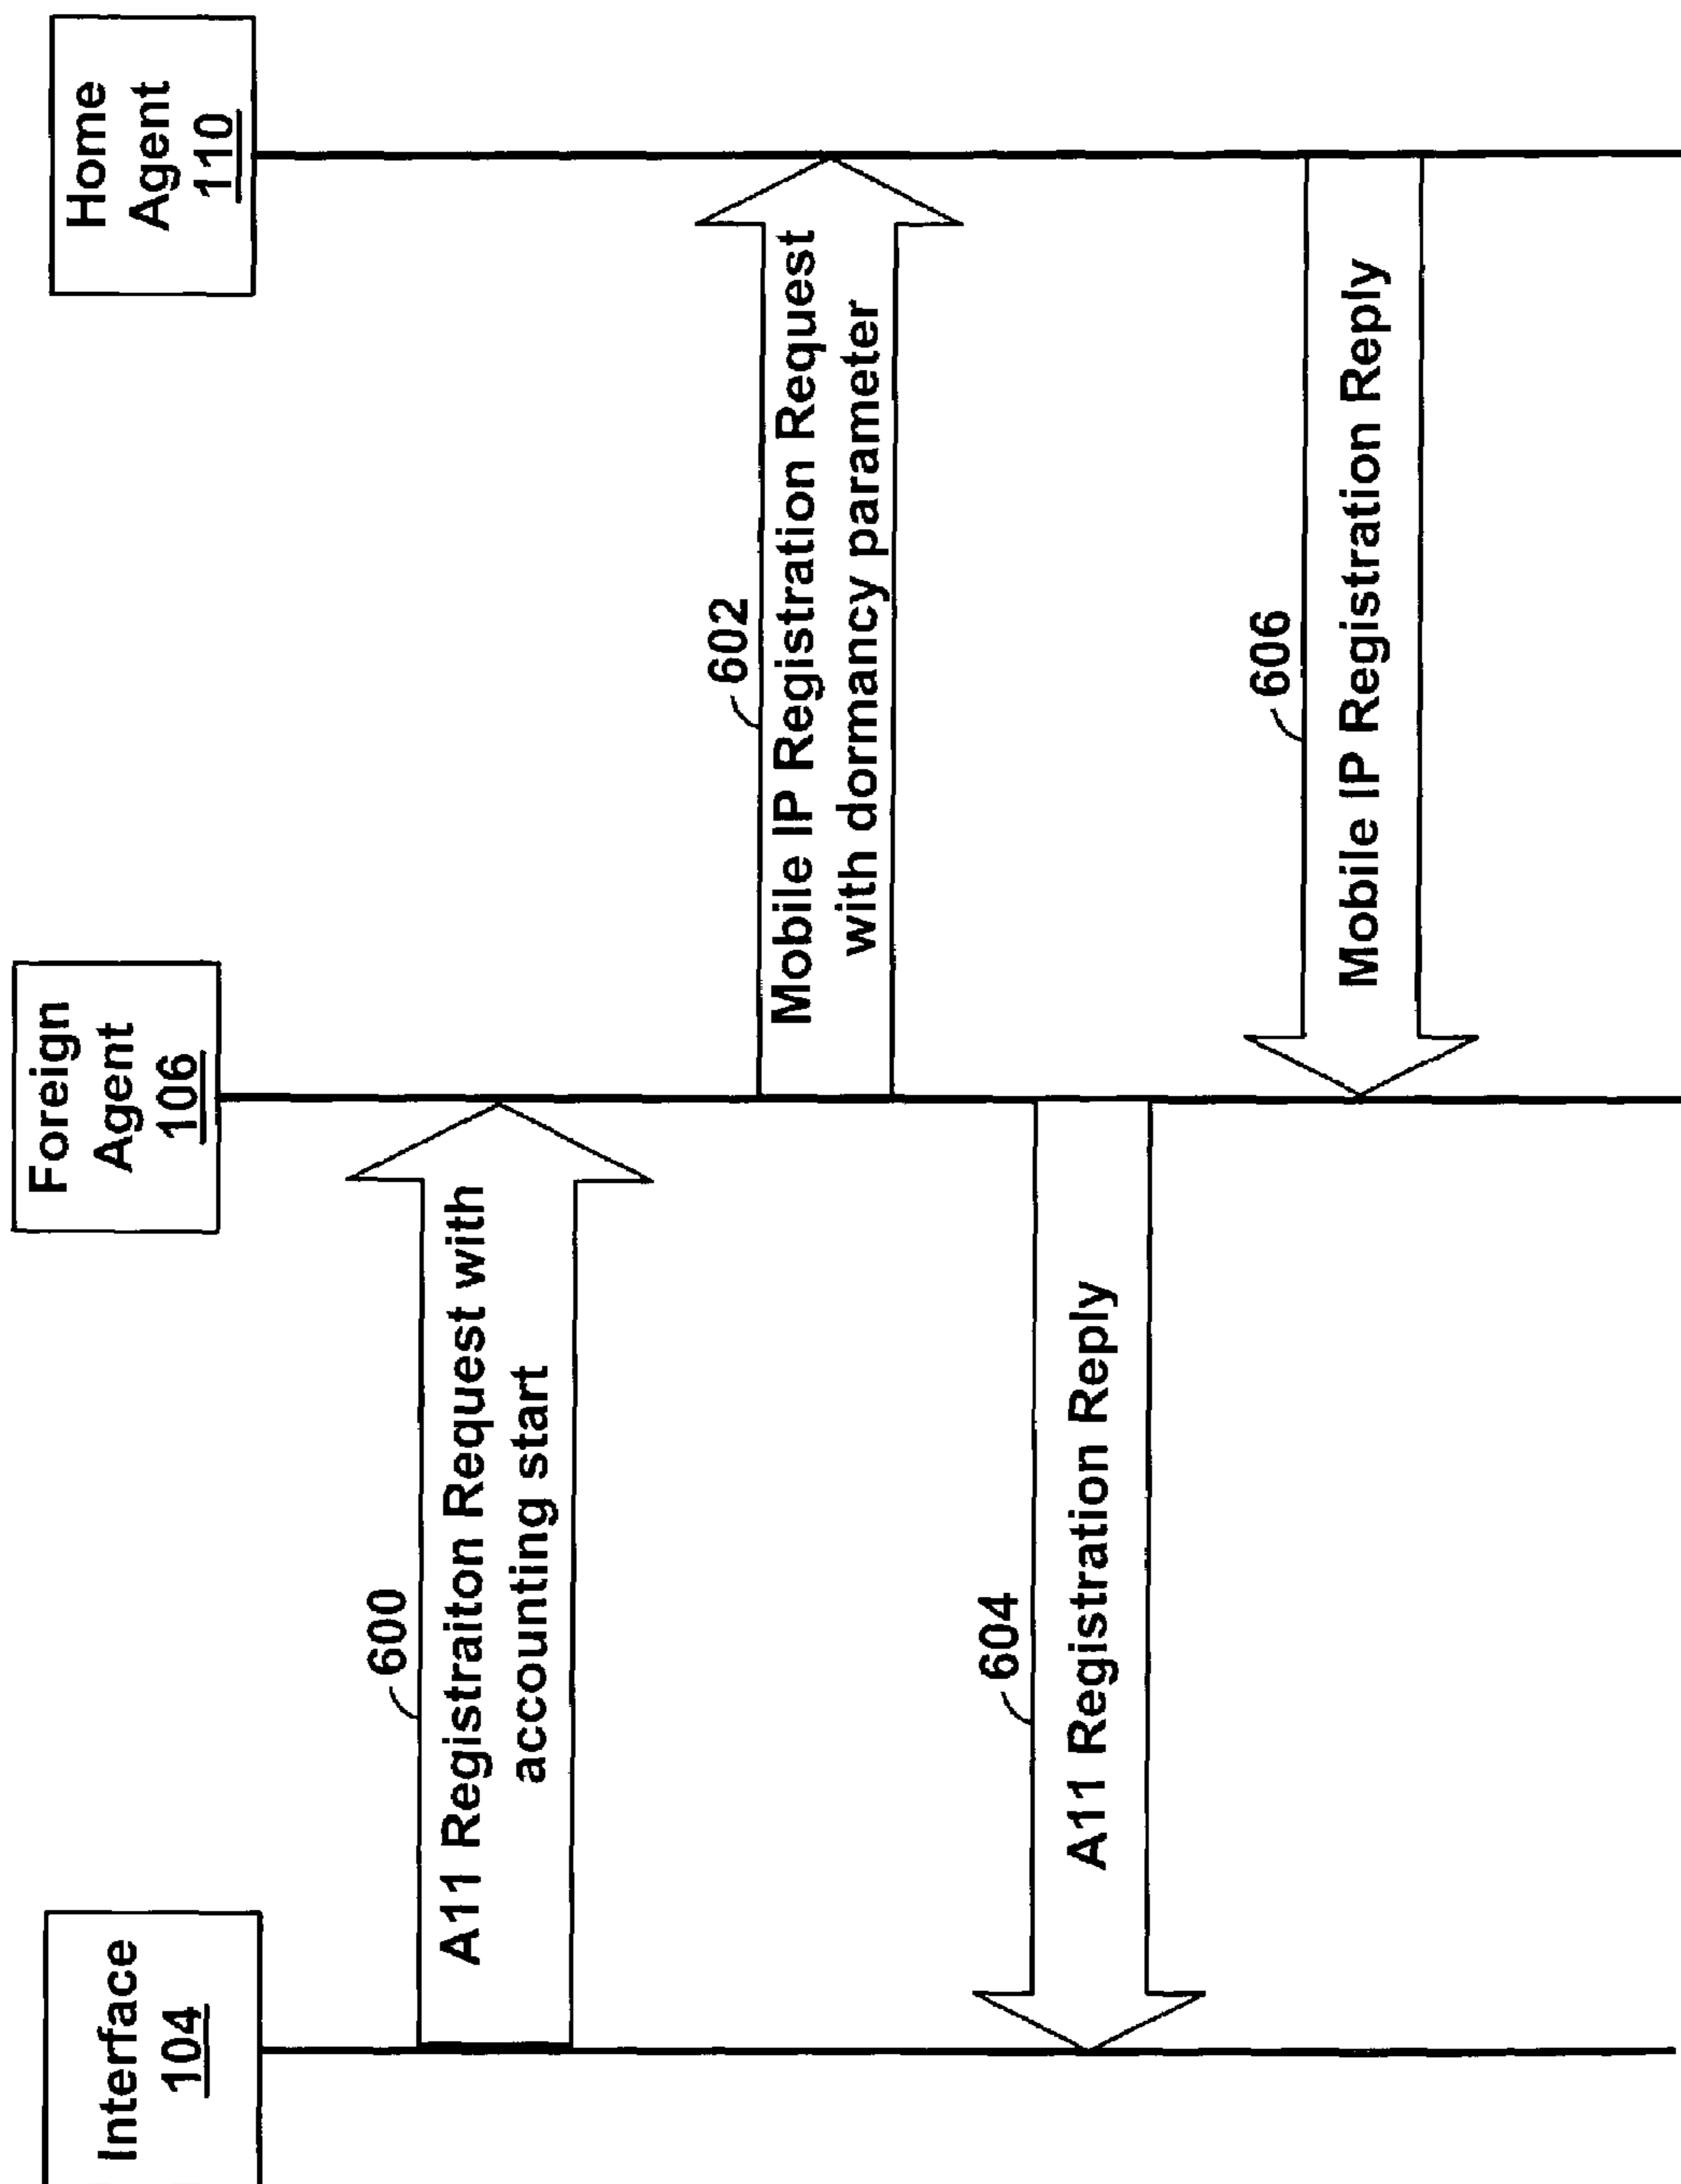 Interface
104
Foreign
Agent
106
Home
Agent
110
600
A11 Registraiton Request with
accounting start
602
Mobile IP Registration Request
with dormancy parameter
604
A11 Registration Reply
606
Mobile IP Registration Reply